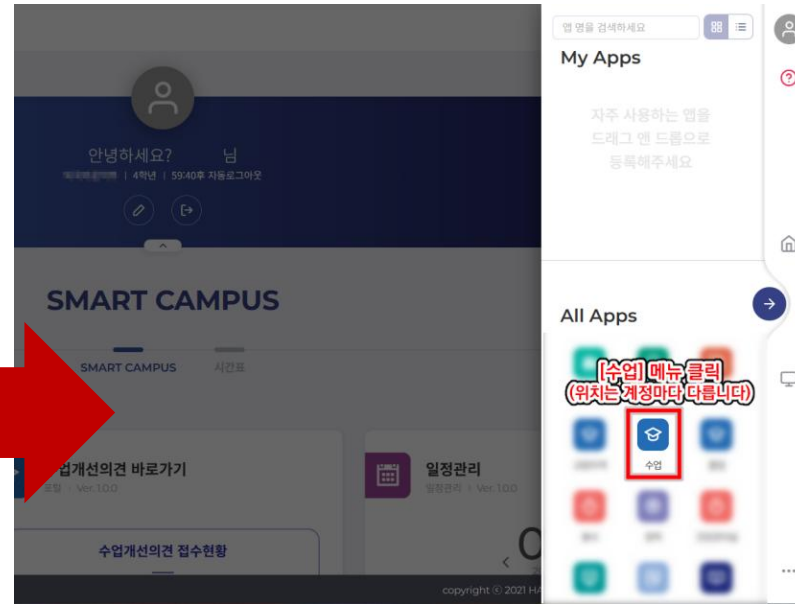 앱 명을 검색하세요
My Apps
자주 사용하는 앱을
드래그 앤 드롭으로
등록해주세요
안녕하세요? 님
| 4학년 | 59:40후 자동로그아웃
SMART CAMPUS
SMART CAMPUS 시간표
All Apps
[수업] 메뉴 클릭
(위치는 계정마다 다릅니다)
수업
업개선의견 바로가기
포털 | Ver.1.0.0
수업개선의견 접수현황
일정관리
일정관리 | Ver.1.0.0
0
copyright ⓒ 2021 HA